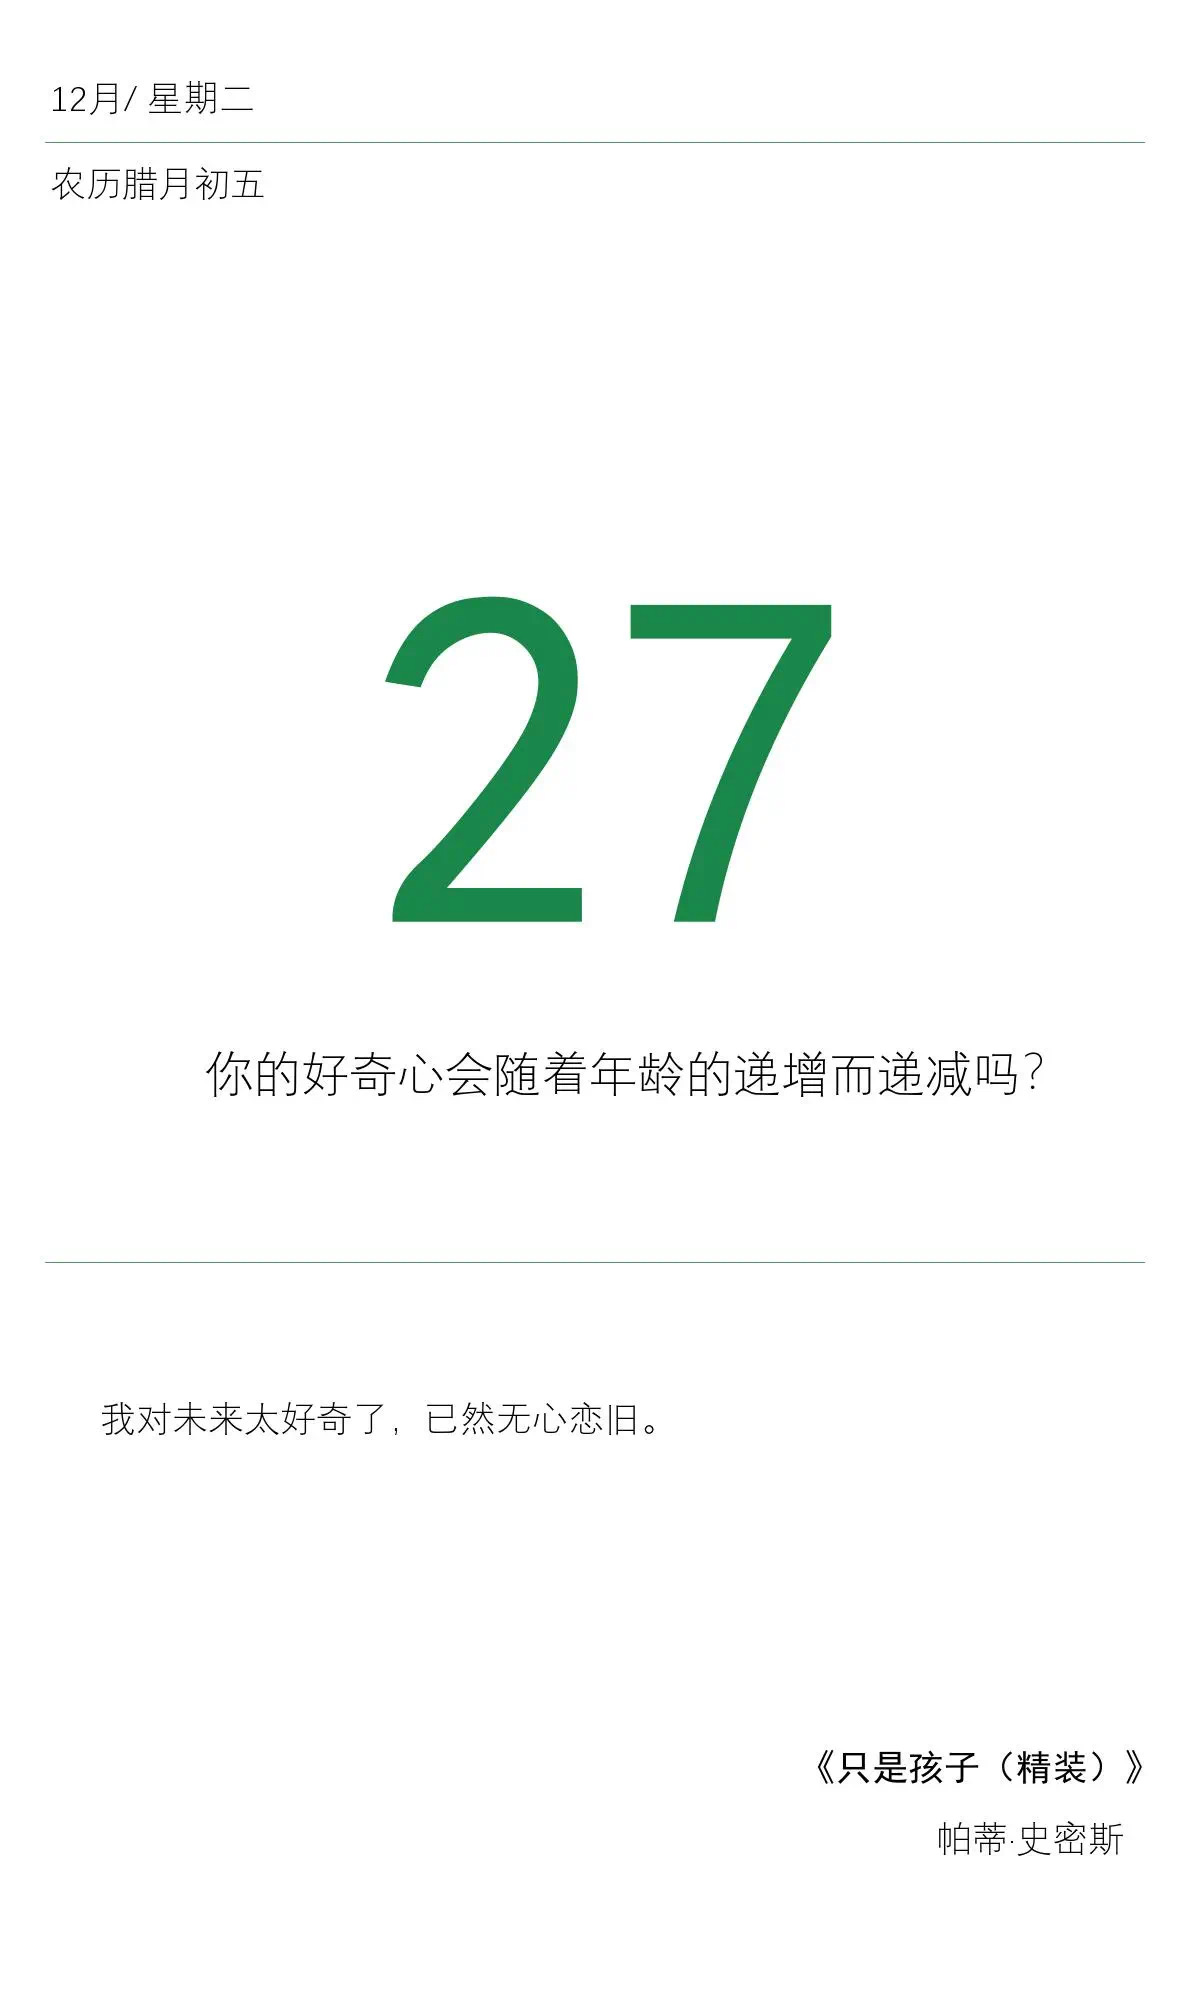 12月/ 星期二
农历腊月初五
27
你的好奇心会随着年龄的递增而递减吗？
我对未来太好奇了，已然无心恋旧。
《只是孩子（精装）》
帕蒂·史密斯